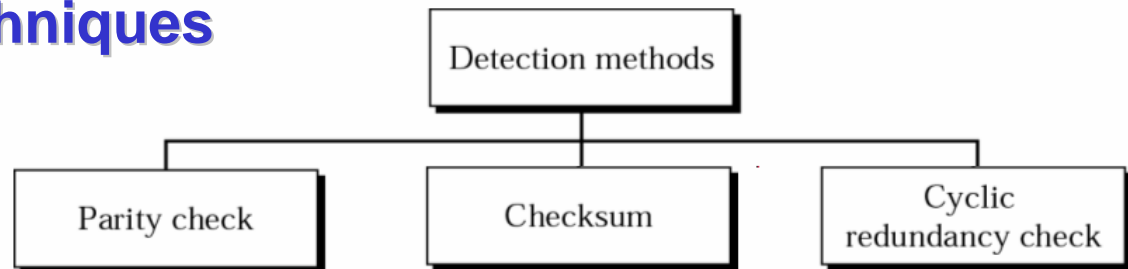 hniques
Detection methods
Parity check
Checksum
Cyclic
redundancy check